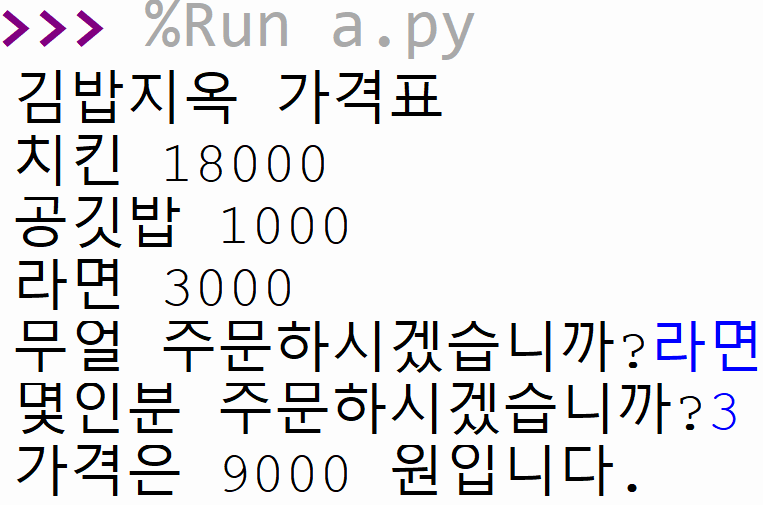 >>> %Run a.py
김밥지옥 가격표
치킨 18000
공깃밥 1000
라면 3000
무얼 주문하시겠습니까?라면
몇인분 주문하시겠습니까?3
가격은 9000 원입니다.